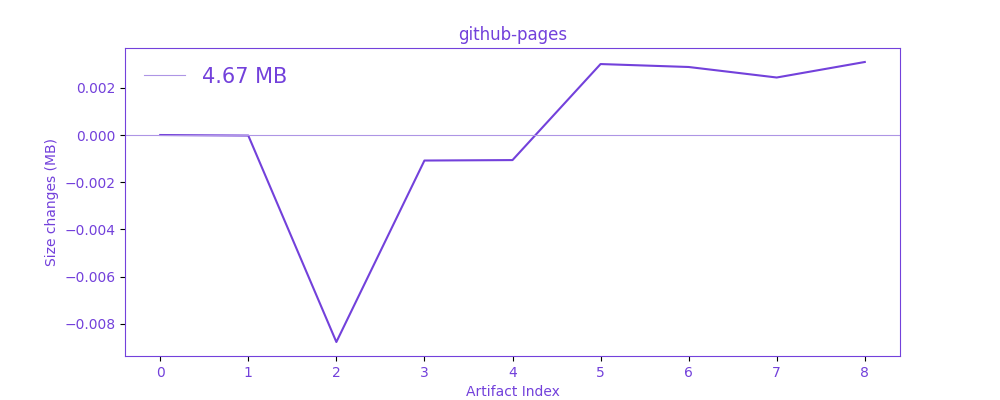 github-pages
4.67 MB
0.002
0.000
−0.002
−0.004
−0.006
−0.008
Size changes (MB)
0 1 2 3 4 5 6 7 8
Artifact Index